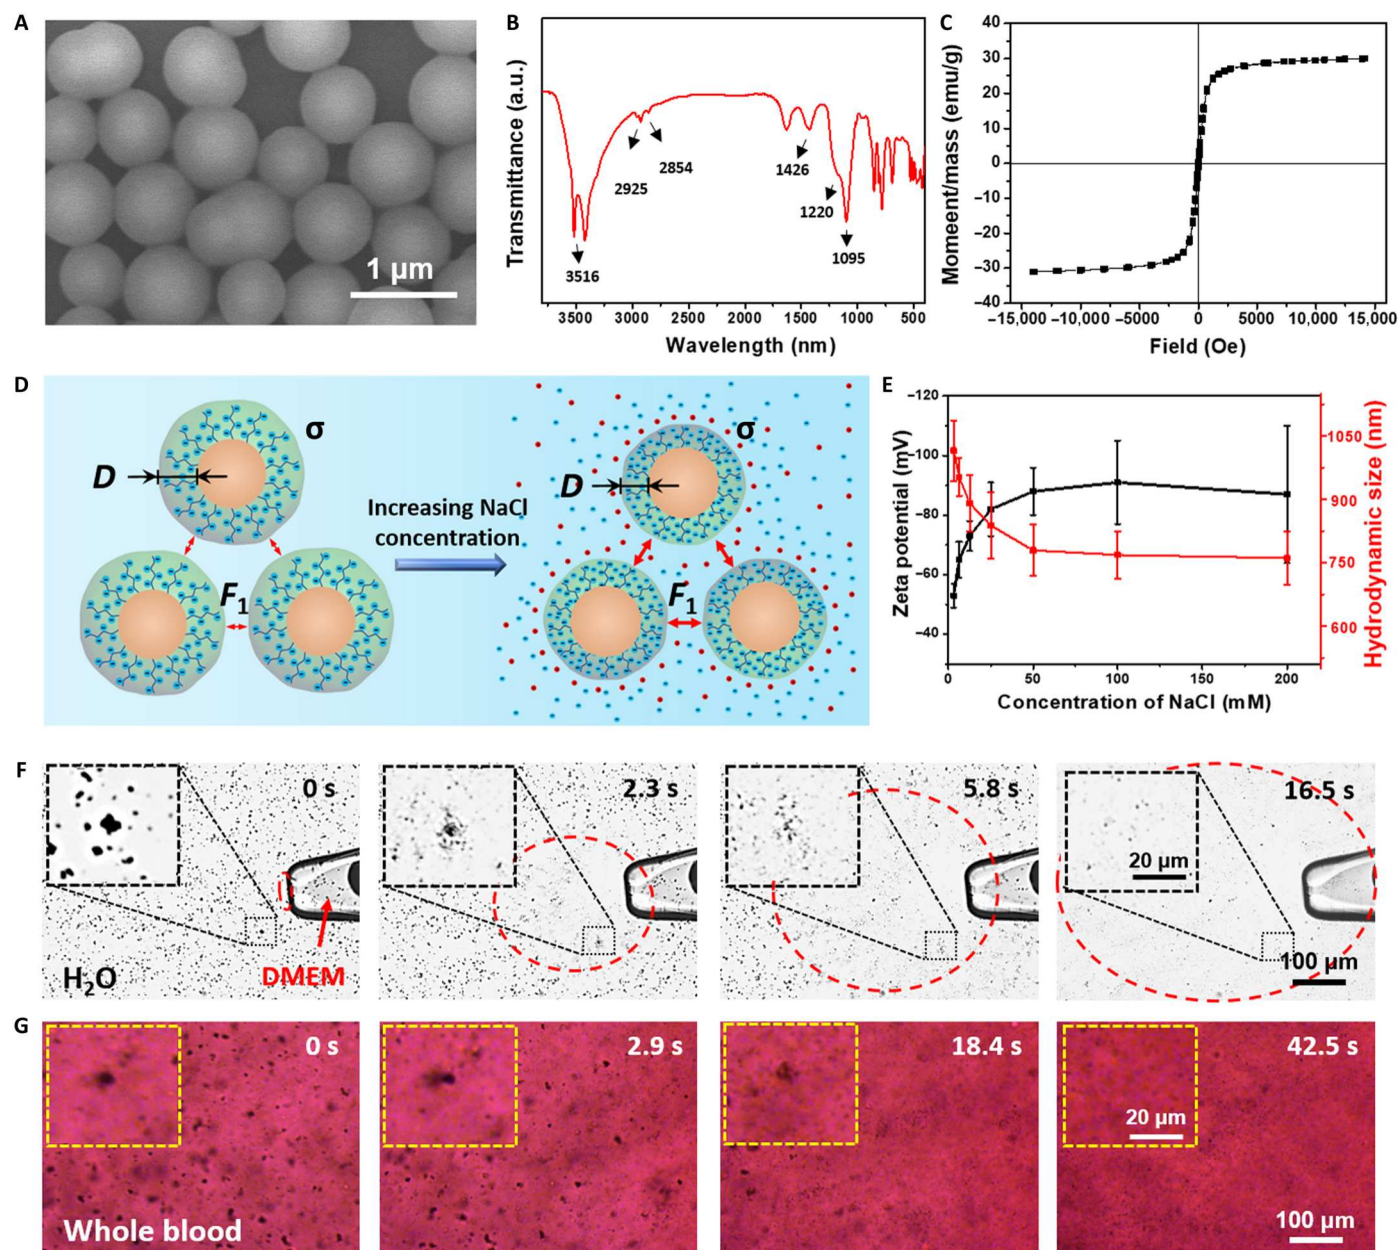 A
1 μm
B
Transmittance (a.u.)
2925
2854
3516
1426
1220
1095
3500 3000 2500 2000 1500 1000 500
Wavelength (nm)
C
Momeent/mass (emu/g)
40
30
20
10
0
−10
−20
−30
−40
−15,000 −10,000 −5000 0 5000 10,000 15,000
Field (Oe)
D
σ
D
F1
Increasing NaCl
concentration
σ
D
F1
E
Zeta potential (mV)
−120
−100
−80
−60
−40
0 50 100 150 200
Concentration of NaCl (mM)
1050
900
750
600
Hydrodynamic size (nm)
F
0 s
H2O
DMEM
2.3 s
5.8 s
16.5 s
20 μm
100 μm
G
0 s
Whole blood
2.9 s
18.4 s
42.5 s
20 μm
100 μm